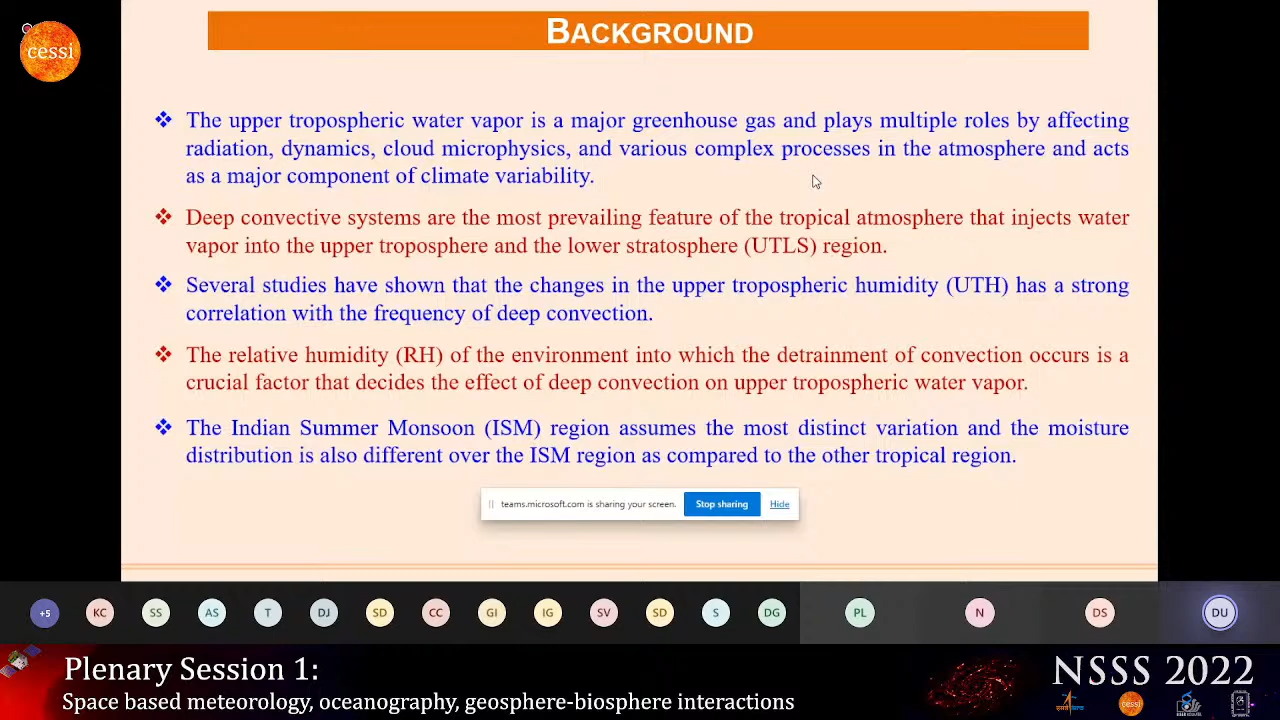 cessi
BACKGROUND
❖ The upper tropospheric water vapor is a major greenhouse gas and plays multiple roles by affecting
radiation, dynamics, cloud microphysics, and various complex processes in the atmosphere and acts
as a major component of climate variability.
❖ Deep convective systems are the most prevailing feature of the tropical atmosphere that injects water
vapor into the upper troposphere and the lower stratosphere (UTLS) region.
❖ Several studies have shown that the changes in the upper tropospheric humidity (UTH) has a strong
correlation with the frequency of deep convection.
❖ The relative humidity (RH) of the environment into which the detrainment of convection occurs is a
crucial factor that decides the effect of deep convection on upper tropospheric water vapor.
❖ The Indian Summer Monsoon (ISM) region assumes the most distinct variation and the moisture
distribution is also different over the ISM region as compared to the other tropical region.
teams.microsoft.com is sharing your screen. Stop sharing Hide
+5 KC SS AS T DJ SD CC GI IG SV SD S DG PL N DS DU
Plenary Session 1:
Space based meteorology, oceanography, geosphere-biosphere interactions
NSSS 2022
cessi